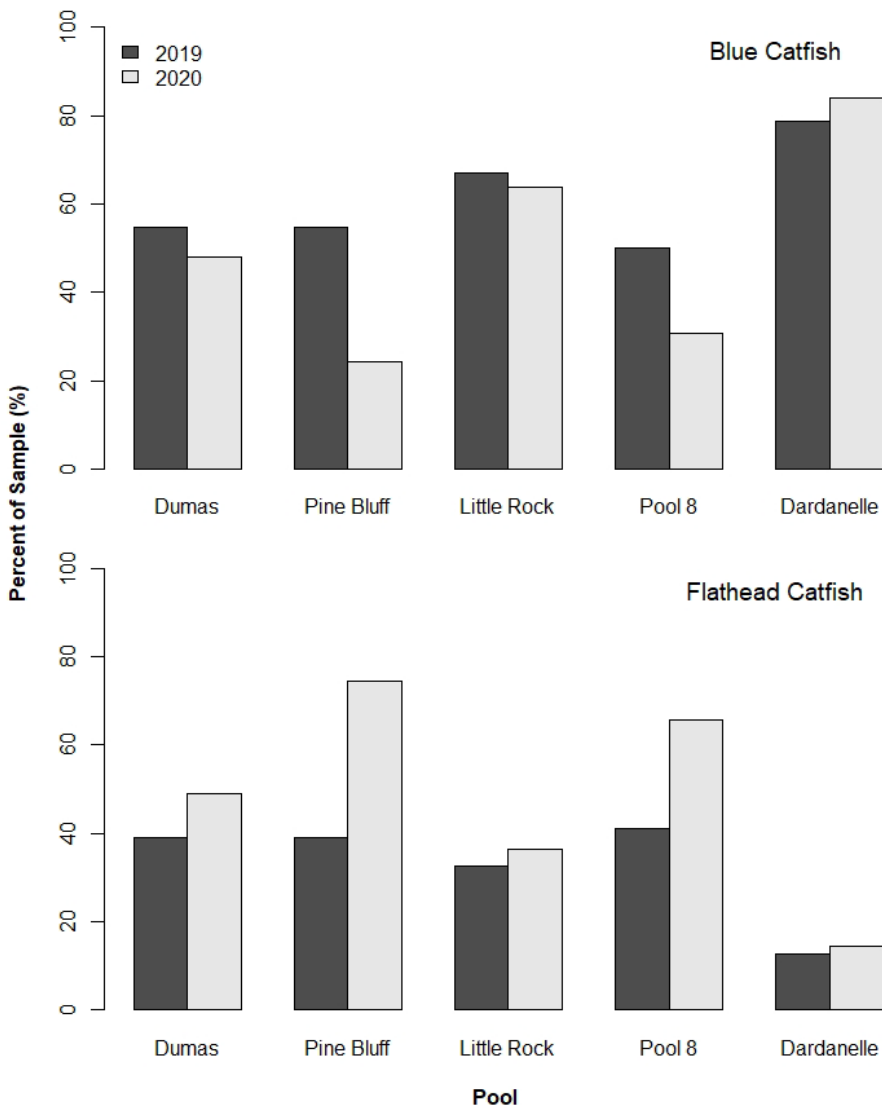 Percent of Sample (%)
100
80
60
40
20
0
2019
2020
Blue Catfish
Dumas Pine Bluff Little Rock Pool 8 Dardanelle
100
80
60
40
20
0
Flathead Catfish
Dumas Pine Bluff Little Rock Pool 8 Dardanelle
Pool